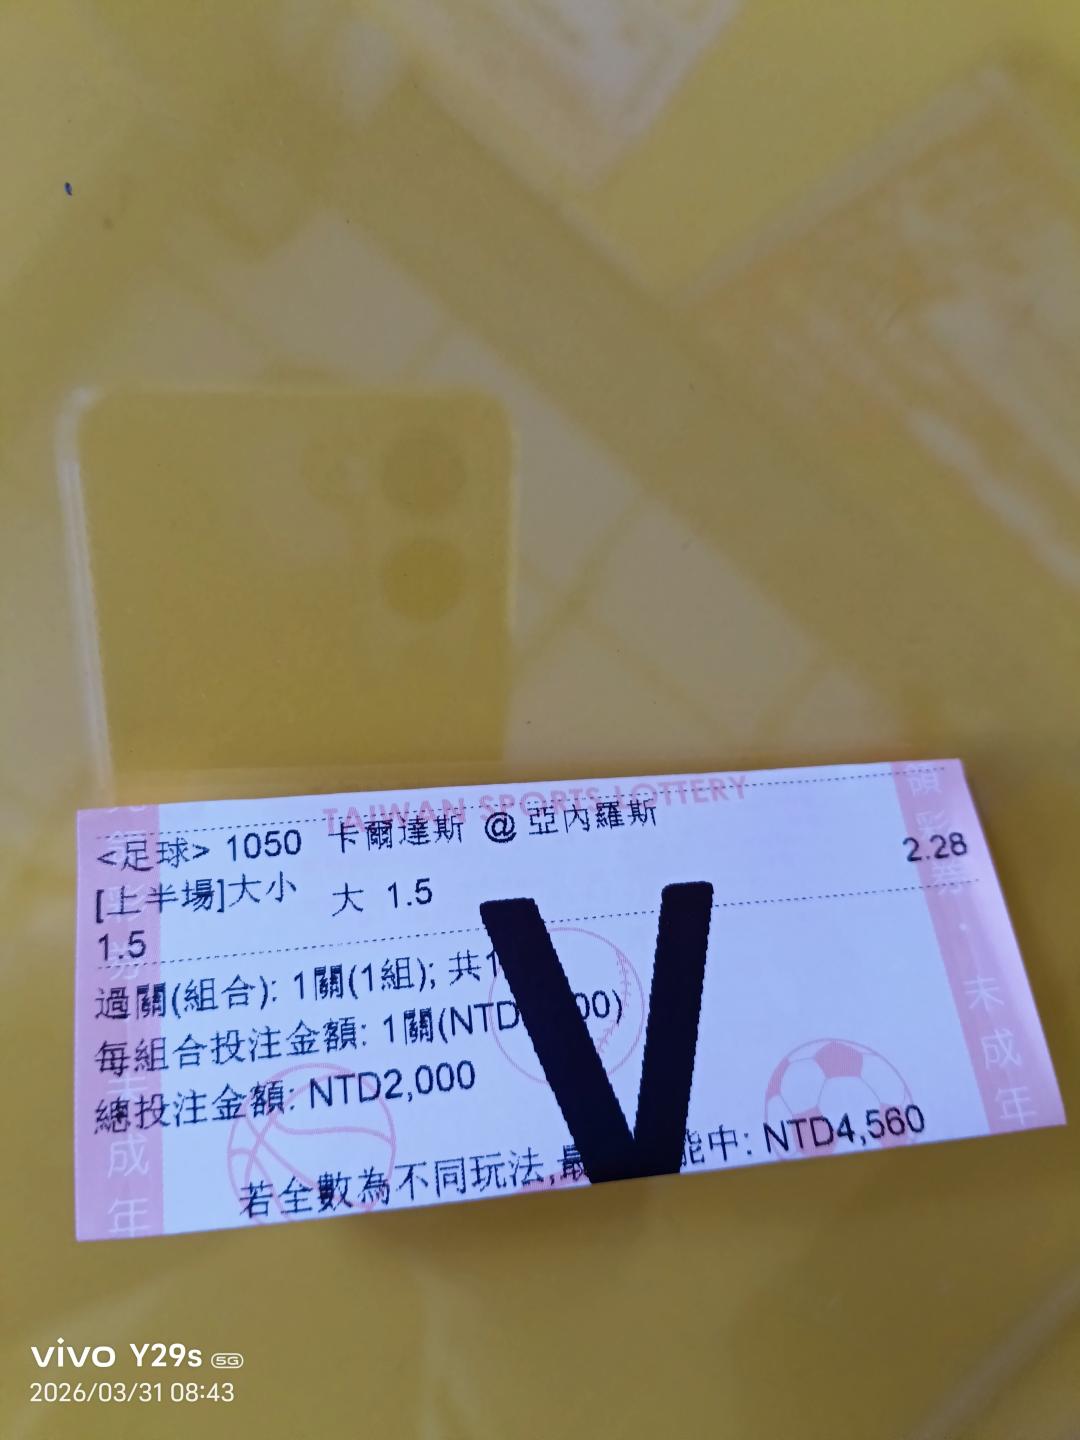 TAIWAN SPORTS LOTTERY
<足球> 1050 卡爾達斯 @ 亞內羅斯
[上半場]大小 大 1.5 2.28
1.5
過關(組合): 1關(1組); 共1
每組合投注金額: 1關(NTD 00)
總投注金額: NTD2,000
若全數為不同玩法,最 能中: NTD4,560
V
領彩券·未成年
成年
vivo Y29s 5G
2026/03/31 08:43